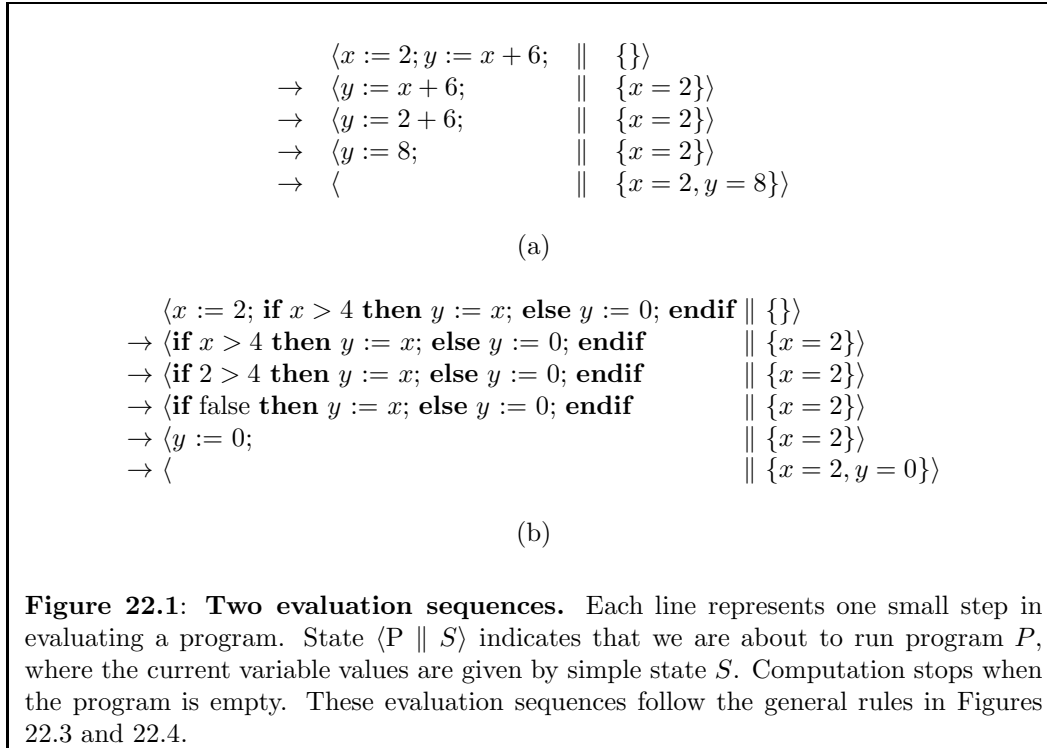 ⟨x := 2; y := x + 6; ∥ {}⟩
→ ⟨y := x + 6; ∥ {x = 2}⟩
→ ⟨y := 2 + 6; ∥ {x = 2}⟩
→ ⟨y := 8; ∥ {x = 2}⟩
→ ⟨ ∥ {x = 2, y = 8}⟩
(a)
⟨x := 2; if x > 4 then y := x; else y := 0; endif ∥ {}⟩
→ ⟨if x > 4 then y := x; else y := 0; endif ∥ {x = 2}⟩
→ ⟨if 2 > 4 then y := x; else y := 0; endif ∥ {x = 2}⟩
→ ⟨if false then y := x; else y := 0; endif ∥ {x = 2}⟩
→ ⟨y := 0; ∥ {x = 2}⟩
→ ⟨ ∥ {x = 2, y = 0}⟩
(b)
Figure 22.1: Two evaluation sequences. Each line represents one small step in
evaluating a program. State ⟨P ∥ S⟩ indicates that we are about to run program P,
where the current variable values are given by simple state S. Computation stops when
the program is empty. These evaluation sequences follow the general rules in Figures
22.3 and 22.4.